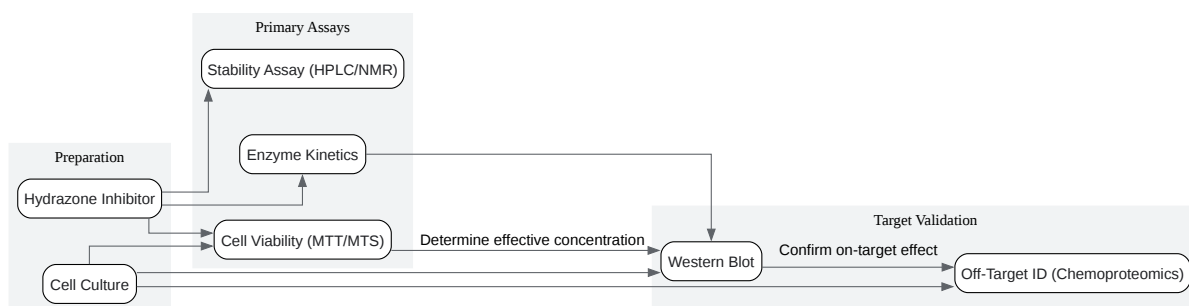 Primary Assays
Stability Assay (HPLC/NMR)
Enzyme Kinetics
Preparation
Hydrazone Inhibitor
Cell Viability (MTT/MTS)
Cell Culture
Determine effective concentration
Target Validation
Western Blot
Confirm on-target effect
Off-Target ID (Chemoproteomics)